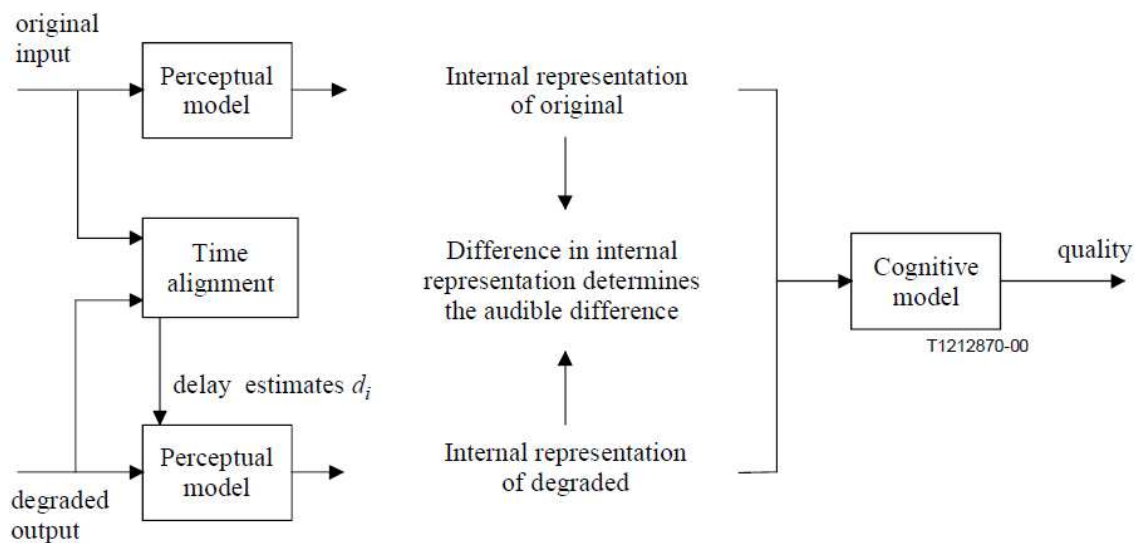 original
input
Perceptual
model
Internal representation
of original
Time
alignment
Difference in internal
representation determines
the audible difference
Cognitive
model
quality
T1212870-00
delay estimates di
Perceptual
model
Internal representation
of degraded
degraded
output